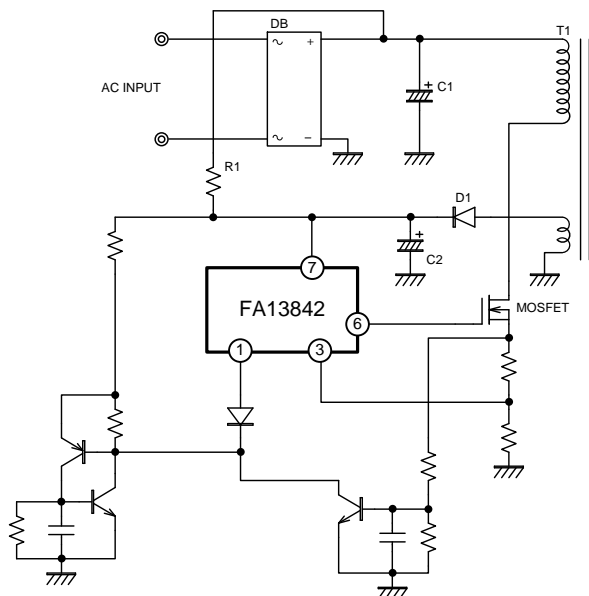 DB
T1
~
+
C1
+
AC INPUT
~
−
R1
D1
+
C2
7
FA13842
6
MOSFET
1
3